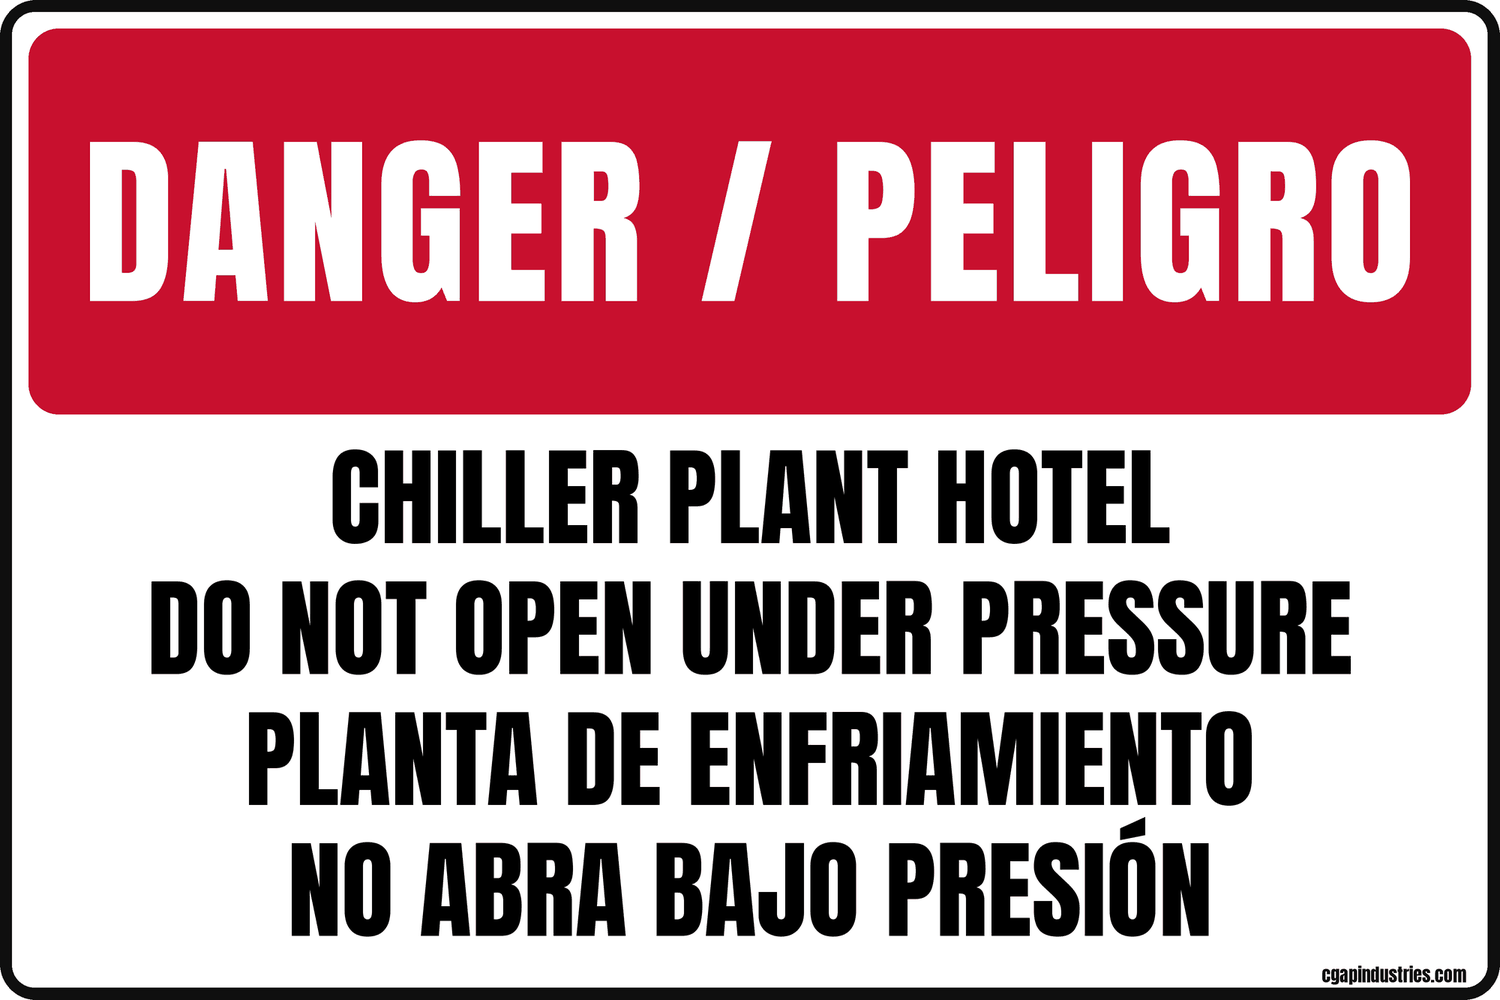 DANGER / PELIGRO
CHILLER PLANT HOTEL
DO NOT OPEN UNDER PRESSURE
PLANTA DE ENFRIAMIENTO
NO ABRA BAJO PRESIÓN
cgapindustries.com